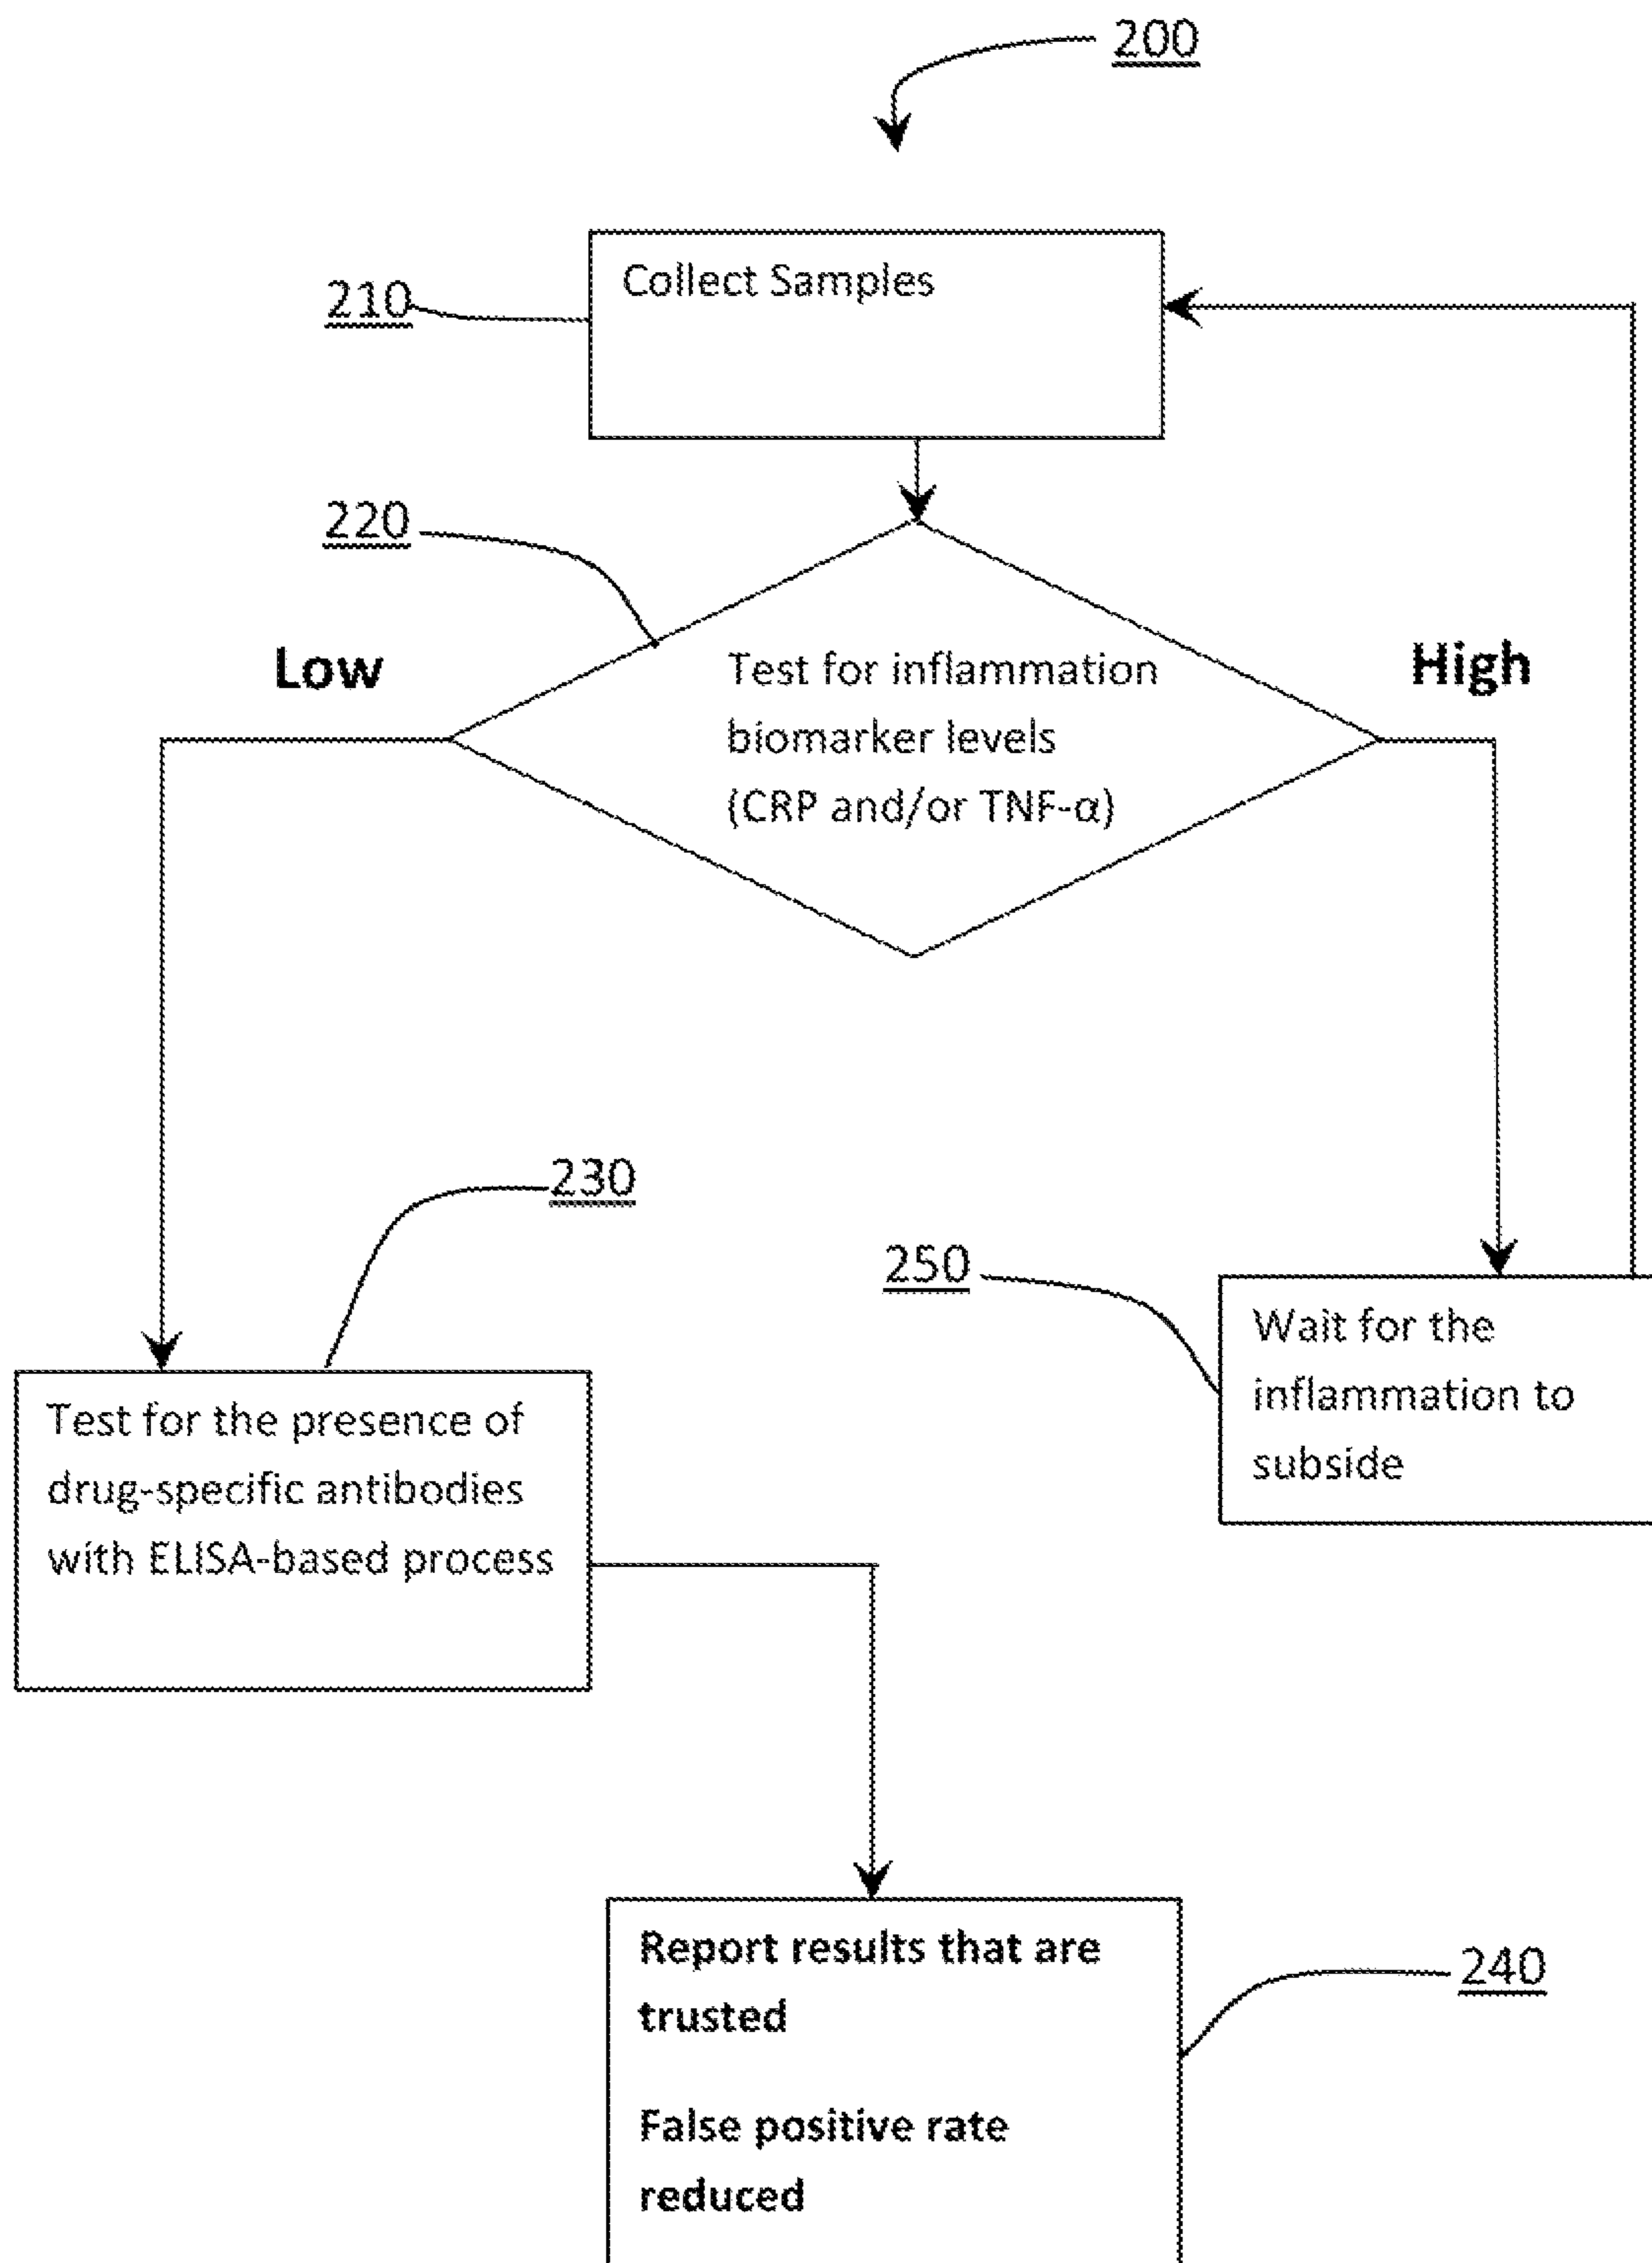 200
210
Collect Samples
220
Low
High
Test for inflammation
biomarker levels
(CRP and/or TNF-α)
230
250
Test for the presence of
drug-specific antibodies
with ELISA-based process
Wait for the
inflammation to
subside
Report results that are
trusted
240
False positive rate
reduced